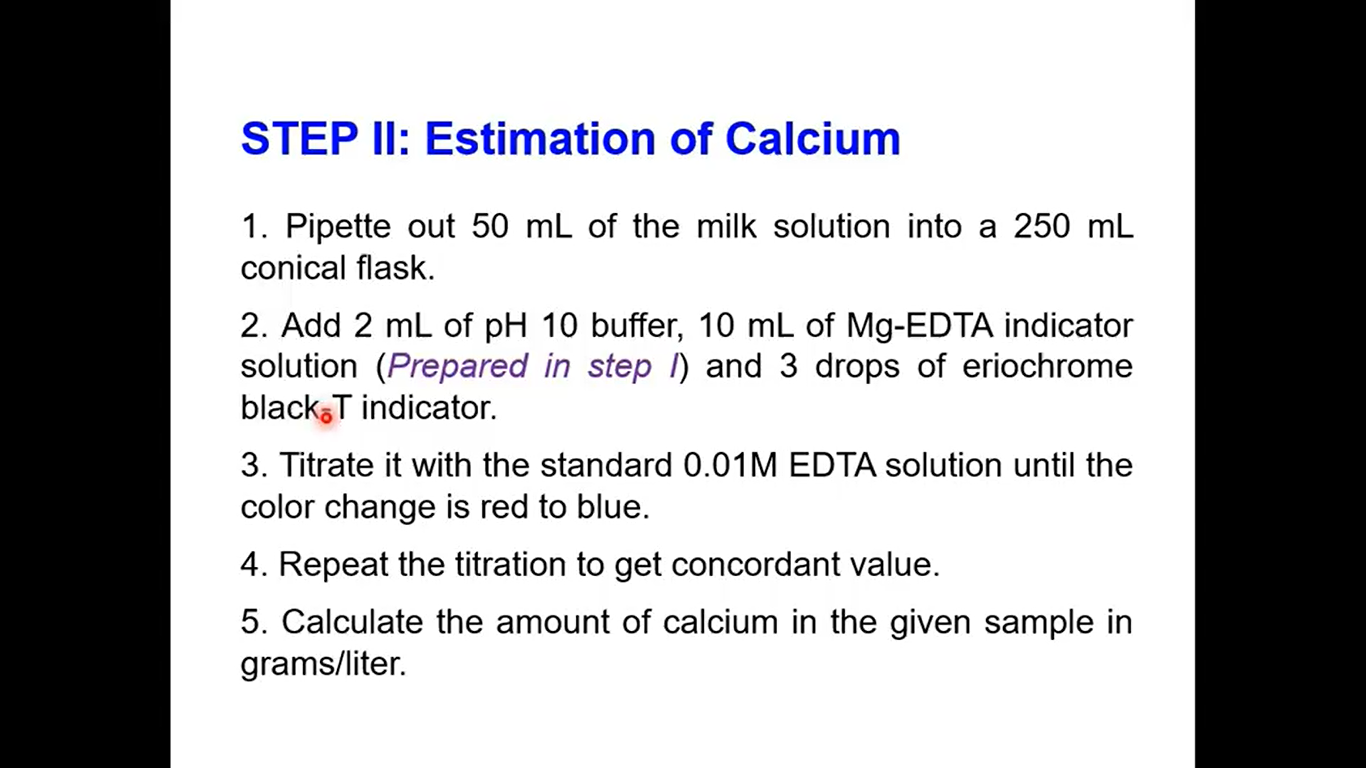 STEP II: Estimation of Calcium
1. Pipette out 50 mL of the milk solution into a 250 mL
conical flask.
2. Add 2 mL of pH 10 buffer, 10 mL of Mg-EDTA indicator
solution (Prepared in step I) and 3 drops of eriochrome
black T indicator.
3. Titrate it with the standard 0.01M EDTA solution until the
color change is red to blue.
4. Repeat the titration to get concordant value.
5. Calculate the amount of calcium in the given sample in
grams/liter.